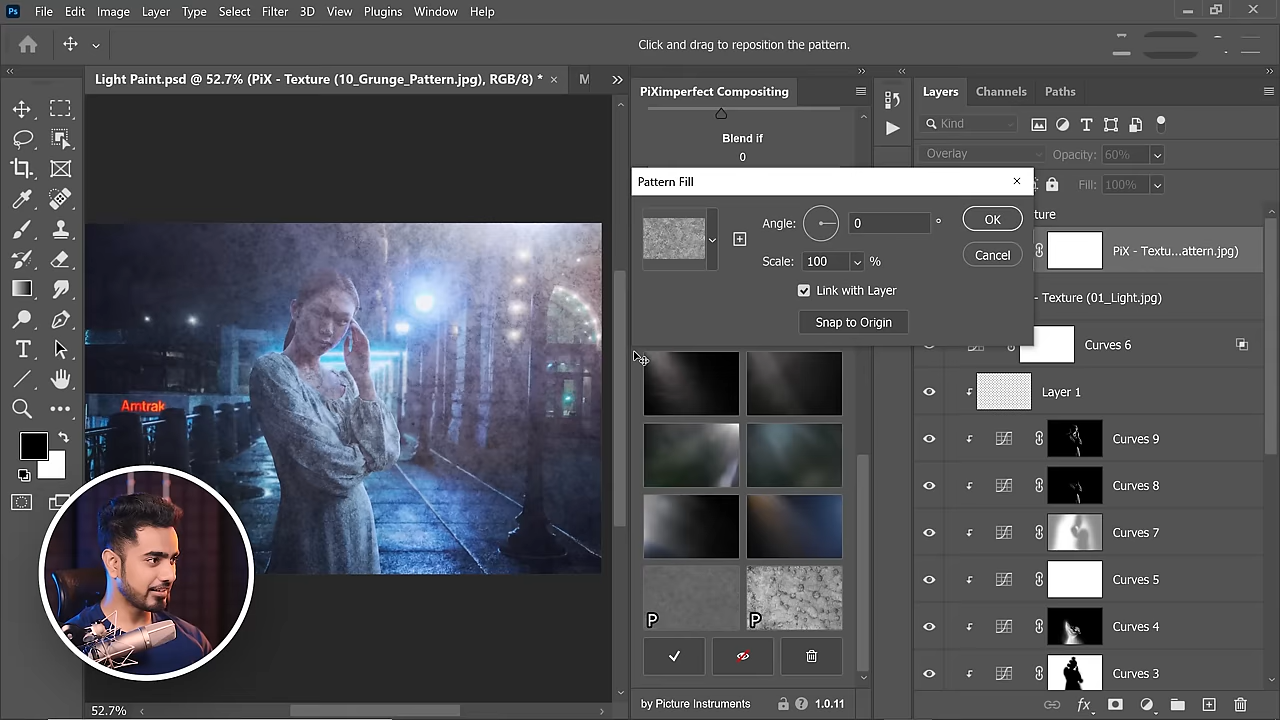 Ps File Edit Image Layer Type Select Filter 3D View Plugins Window Help
Click and drag to reposition the pattern.
Light Paint.psd @ 52.7% (PiX - Texture (10_Grunge_Pattern.jpg), RGB/8) *
M
PiXimperfect Compositing
Layers Channels Paths
Blend if
0
Kind
Overlay Opacity: 60%
Pattern Fill
Fill: 100%
Angle: 0 °
OK
Scale: 100 %
Cancel
Link with Layer
Snap to Origin
ture
PiX - Textu...attern.jpg)
- Texture (01_Light.jpg)
Curves 6
Layer 1
Amtrak
Curves 9
Curves 8
Curves 7
Curves 5
P P
Curves 4
Curves 3
52.7%
by Picture Instruments 1.0.11
fx